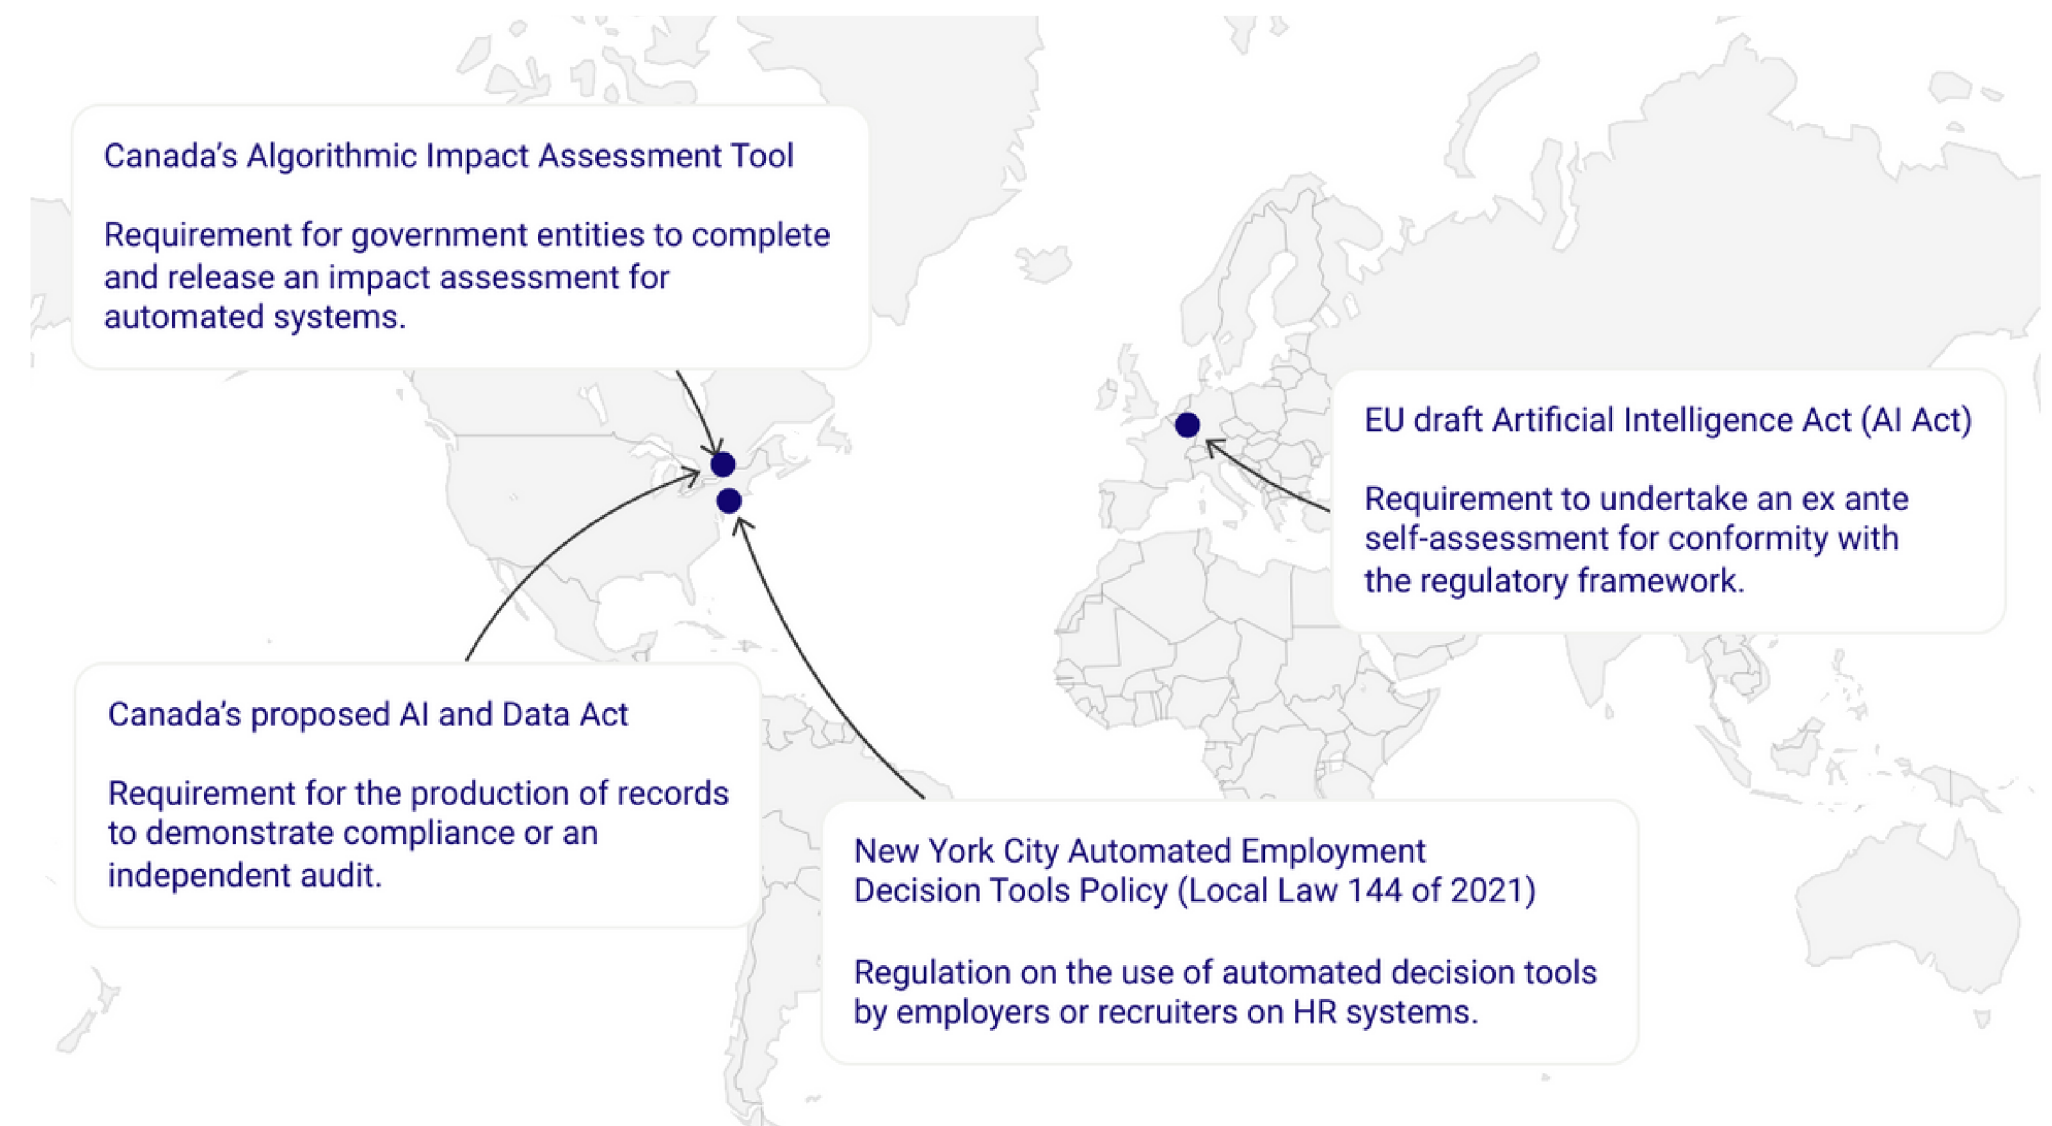 Canada’s Algorithmic Impact Assessment Tool
Requirement for government entities to complete
and release an impact assessment for
automated systems.
EU draft Artificial Intelligence Act (AI Act)
Requirement to undertake an ex ante
self-assessment for conformity with
the regulatory framework.
Canada’s proposed AI and Data Act
Requirement for the production of records
to demonstrate compliance or an
independent audit.
New York City Automated Employment
Decision Tools Policy (Local Law 144 of 2021)
Regulation on the use of automated decision tools
by employers or recruiters on HR systems.